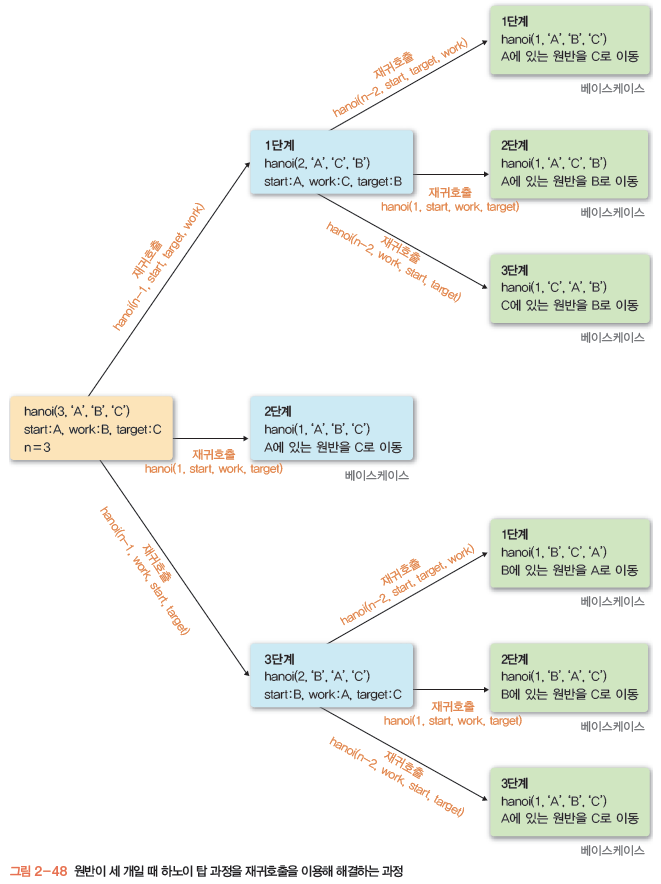 1단계
hanoi(1, ‘A’, ‘B’, ‘C’)
A에 있는 원반을 C로 이동
베이스케이스
재귀호출
hanoi(n-2, start, target, work)
1단계
hanoi(2, ‘A’, ‘C’, ‘B’)
start:A, work:C, target:B
2단계
hanoi(1, ‘A’, ‘C’, ‘B’)
A에 있는 원반을 B로 이동
베이스케이스
재귀호출
hanoi(1, start, work, target)
재귀호출
hanoi(n-2, work, start, target)
3단계
hanoi(1, ‘C’, ‘A’, ‘B’)
C에 있는 원반을 B로 이동
베이스케이스
재귀호출
hanoi(n-1, start, target, work)
hanoi(3, ‘A’, ‘B’, ‘C’)
start:A, work:B, target:C
n=3
2단계
hanoi(1, ‘A’, ‘B’, ‘C’)
A에 있는 원반을 C로 이동
베이스케이스
재귀호출
hanoi(1, start, work, target)
재귀호출
hanoi(n-1, work, start, target)
1단계
hanoi(1, ‘B’, ‘C’, ‘A’)
B에 있는 원반을 A로 이동
베이스케이스
재귀호출
hanoi(n-2, start, target, work)
3단계
hanoi(2, ‘B’, ‘A’, ‘C’)
start:B, work:A, target:C
2단계
hanoi(1, ‘B’, ‘A’, ‘C’)
B에 있는 원반을 C로 이동
베이스케이스
재귀호출
hanoi(1, start, work, target)
재귀호출
hanoi(n-2, work, start, target)
3단계
hanoi(1, ‘A’, ‘B’, ‘C’)
A에 있는 원반을 C로 이동
베이스케이스
그림 2-48 원반이 세 개일 때 하노이 탑 과정을 재귀호출을 이용해 해결하는 과정